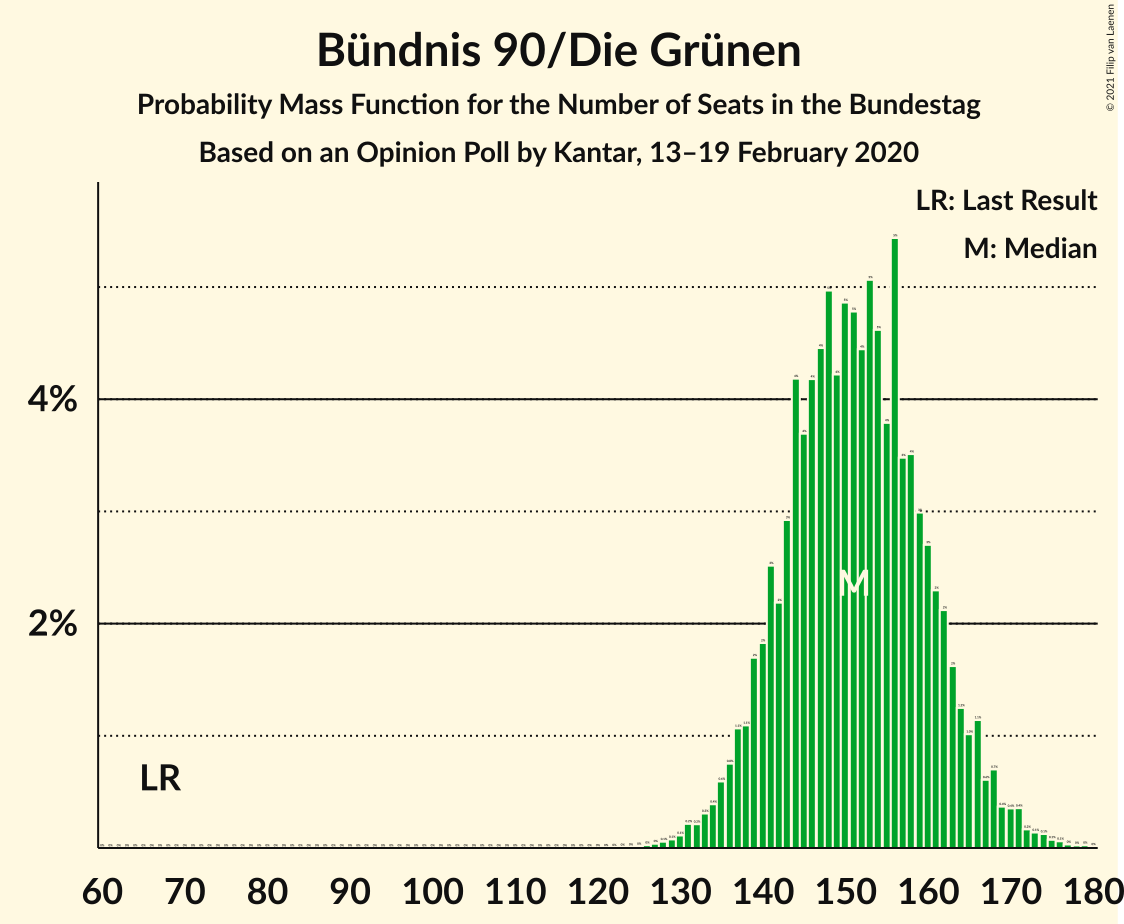 Bündnis 90/Die Grünen
Probability Mass Function for the Number of Seats in the Bundestag
Based on an Opinion Poll by Kantar, 13–19 February 2020
© 2021 Filip van Laenen
LR: Last Result
M: Median
4%
2%
M
LR
60 70 80 90 100 110 120 130 140 150 160 170 180